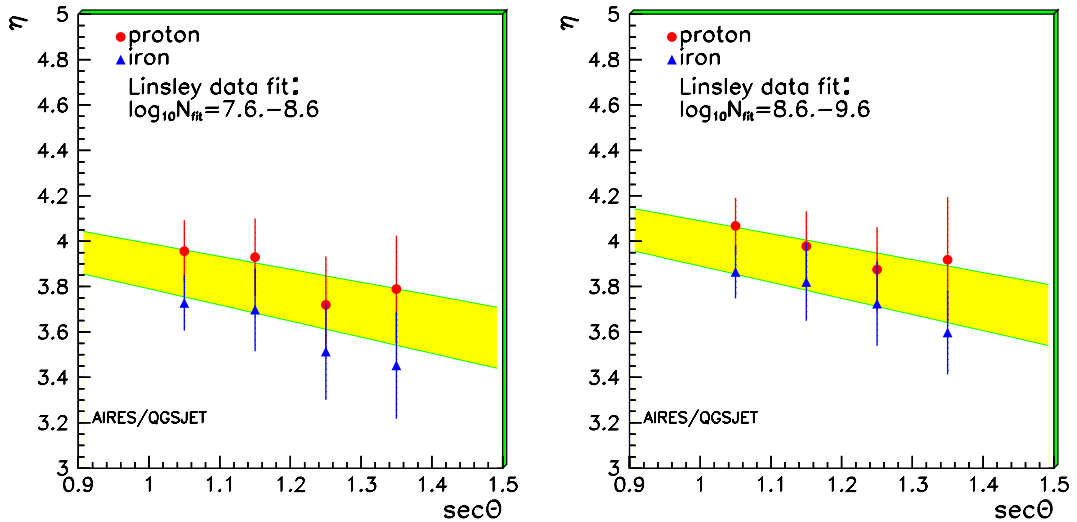 η
5
4.8
4.6
4.4
4.2
4
3.8
3.6
3.4
3.2
3
proton
iron
Linsley data fit:
log₁₀N_fit=7.6.−8.6
AIRES/QGSJET
0.9 1 1.1 1.2 1.3 1.4 1.5
secΘ
η
5
4.8
4.6
4.4
4.2
4
3.8
3.6
3.4
3.2
3
proton
iron
Linsley data fit:
log₁₀N_fit=8.6.−9.6
AIRES/QGSJET
0.9 1 1.1 1.2 1.3 1.4 1.5
secΘ